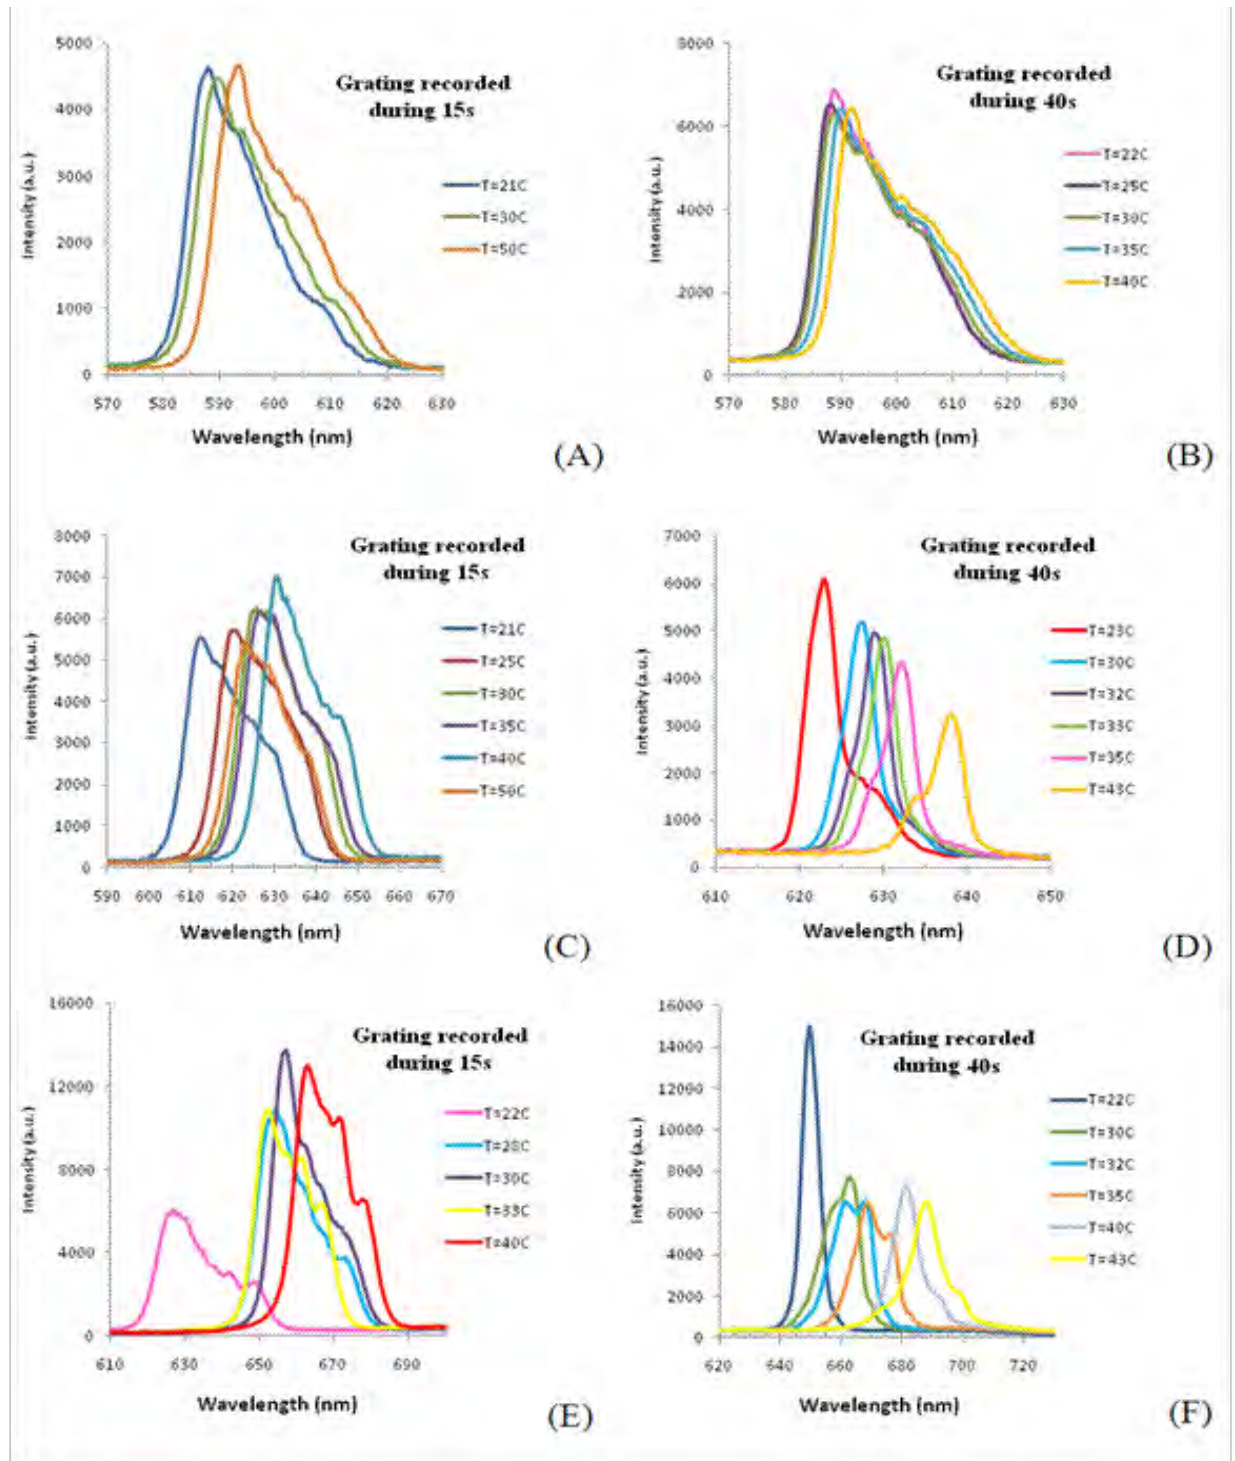 5000
4000
3000
2000
1000
0
570 580 590 600 610 620 630
Intensity (a.u.)
Wavelength (nm)
Grating recorded
during 15s
T=21C
T=30C
T=50C
(A)
8000
6000
4000
2000
0
570 580 590 600 610 620 630
Intensity (a.u.)
Wavelength (nm)
Grating recorded
during 40s
T=22C
T=25C
T=30C
T=35C
T=40C
(B)
8000
7000
6000
5000
4000
3000
2000
1000
0
590 600 610 620 630 640 650 660 670
Intensity (a.u.)
Wavelength (nm)
Grating recorded
during 15s
T=21C
T=25C
T=30C
T=35C
T=40C
T=50C
(C)
7000
6000
5000
4000
3000
2000
1000
0
610 620 630 640 650
Intensity (a.u.)
Wavelength (nm)
Grating recorded
during 40s
T=23C
T=30C
T=32C
T=33C
T=35C
T=43C
(D)
16000
12000
8000
4000
0
610 630 650 670 690
Intensity (a.u.)
Wavelength (nm)
Grating recorded
during 15s
T=22C
T=28C
T=30C
T=33C
T=40C
(E)
16000
14000
12000
10000
8000
6000
4000
2000
0
620 640 660 680 700 720
Intensity (a.u.)
Wavelength (nm)
Grating recorded
during 40s
T=22C
T=30C
T=32C
T=35C
T=40C
T=43C
(F)